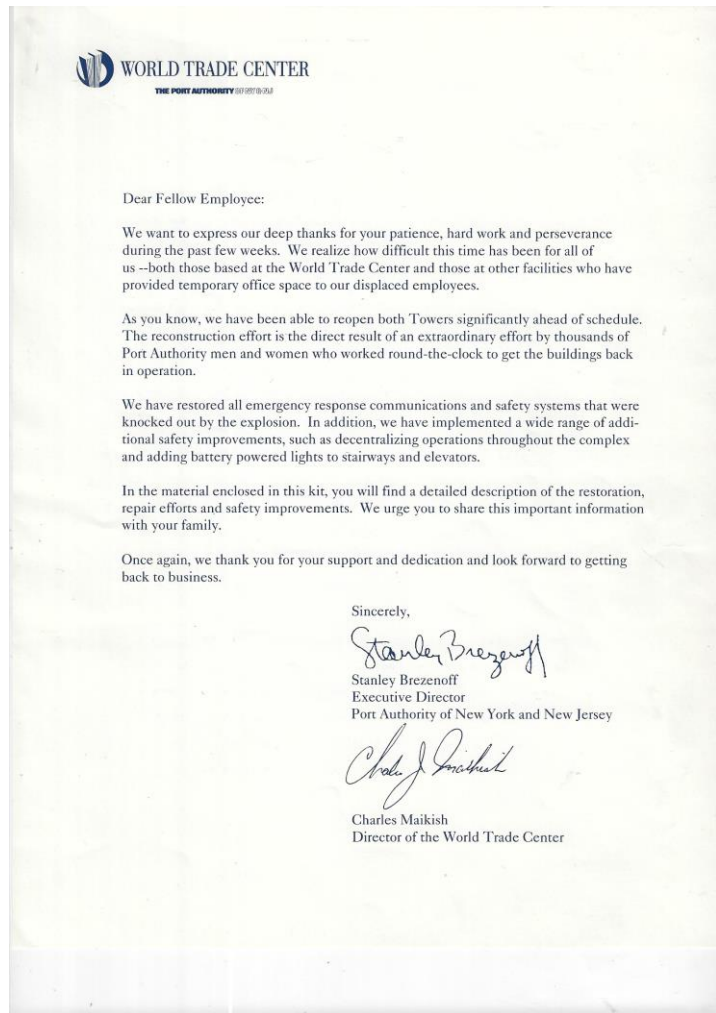 WORLD TRADE CENTER
THE PORT AUTHORITY OF NY & NJ
Dear Fellow Employee:
We want to express our deep thanks for your patience, hard work and perseverance
during the past few weeks.  We realize how difficult this time has been for all of
us --both those based at the World Trade Center and those at other facilities who have
provided temporary office space to our displaced employees.
As you know, we have been able to reopen both Towers significantly ahead of schedule.
The reconstruction effort is the direct result of an extraordinary effort by thousands of
Port Authority men and women who worked round-the-clock to get the buildings back
in operation.
We have restored all emergency response communications and safety systems that were
knocked out by the explosion.  In addition, we have implemented a wide range of addi-
tional safety improvements, such as decentralizing operations throughout the complex
and adding battery powered lights to stairways and elevators.
In the material enclosed in this kit, you will find a detailed description of the restoration,
repair efforts and safety improvements.  We urge you to share this important information
with your family.
Once again, we thank you for your support and dedication and look forward to getting
back to business.
Sincerely,
Stanley Brezenoff
Stanley Brezenoff
Executive Director
Port Authority of New York and New Jersey
Charles J. Maikish
Charles Maikish
Director of the World Trade Center